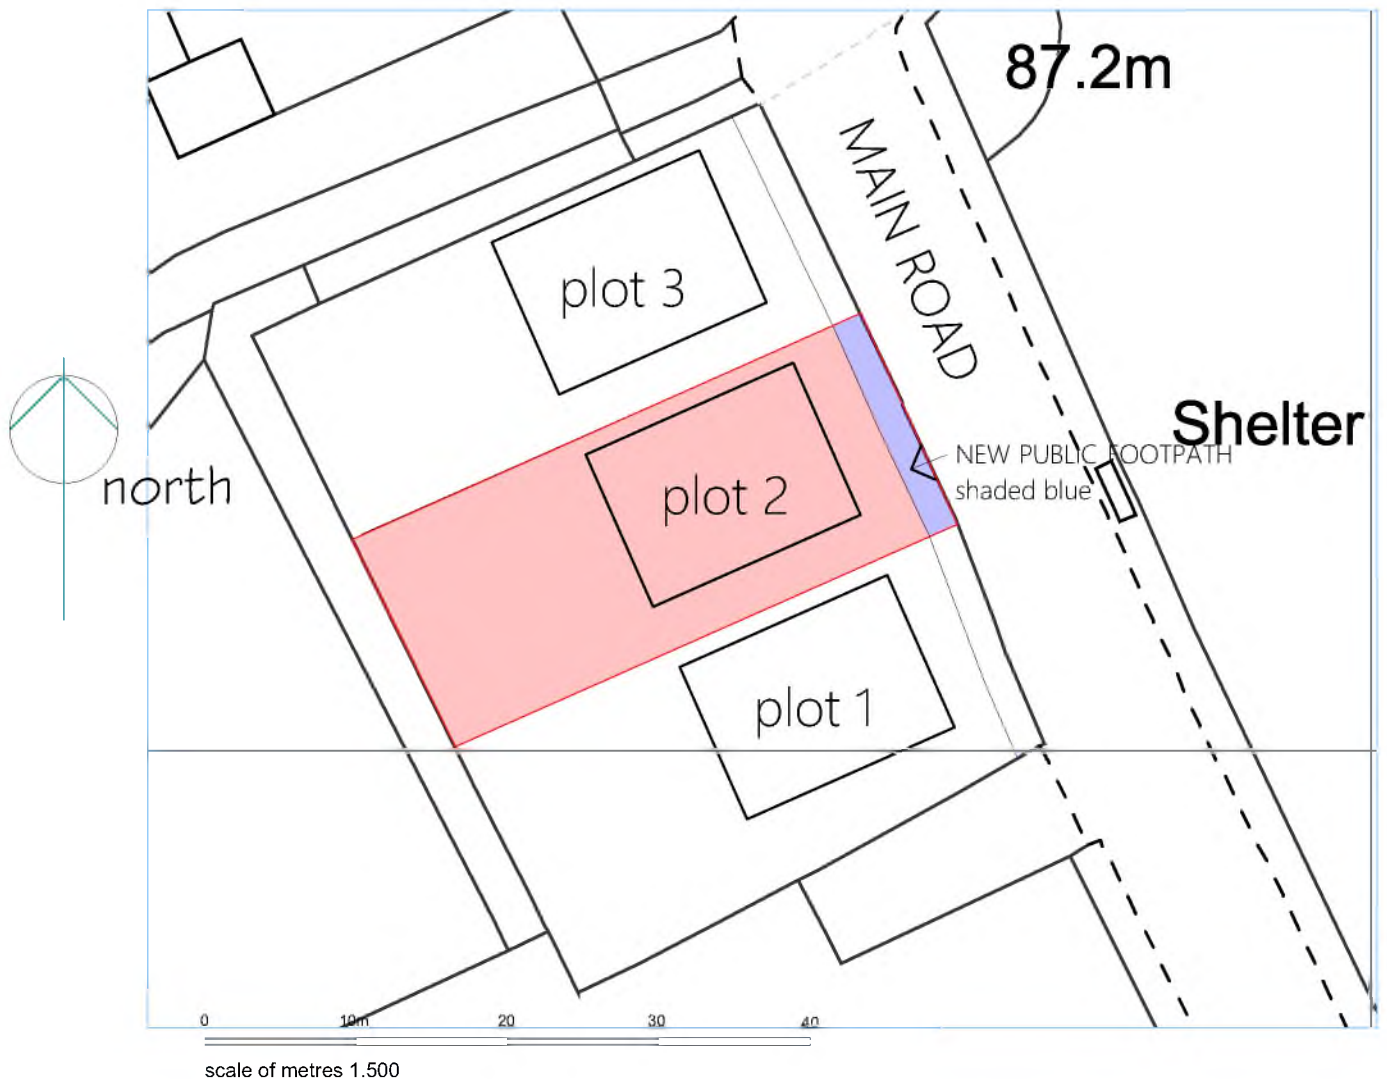 87.2m
MAIN ROAD
plot 3
Shelter
NEW PUBLIC FOOTPATH
shaded blue
north
plot 2
plot 1
0 10m 20 30 40
scale of metres 1.500